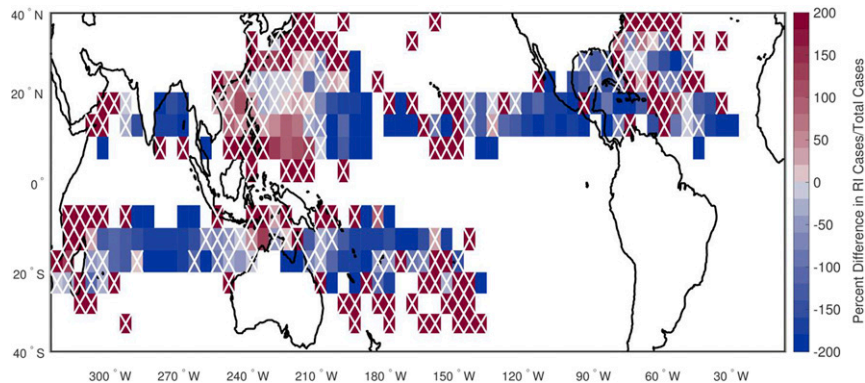 40° N
30°
20° N
0°
20° S
40° S
300° W
270° W
240° W
210° W
180° W
150° W
120° W
90° W
60° W
30° W
200
150
100
50
0
-50
-100
-150
-200
Percent Difference in RI Cases/Total Cases